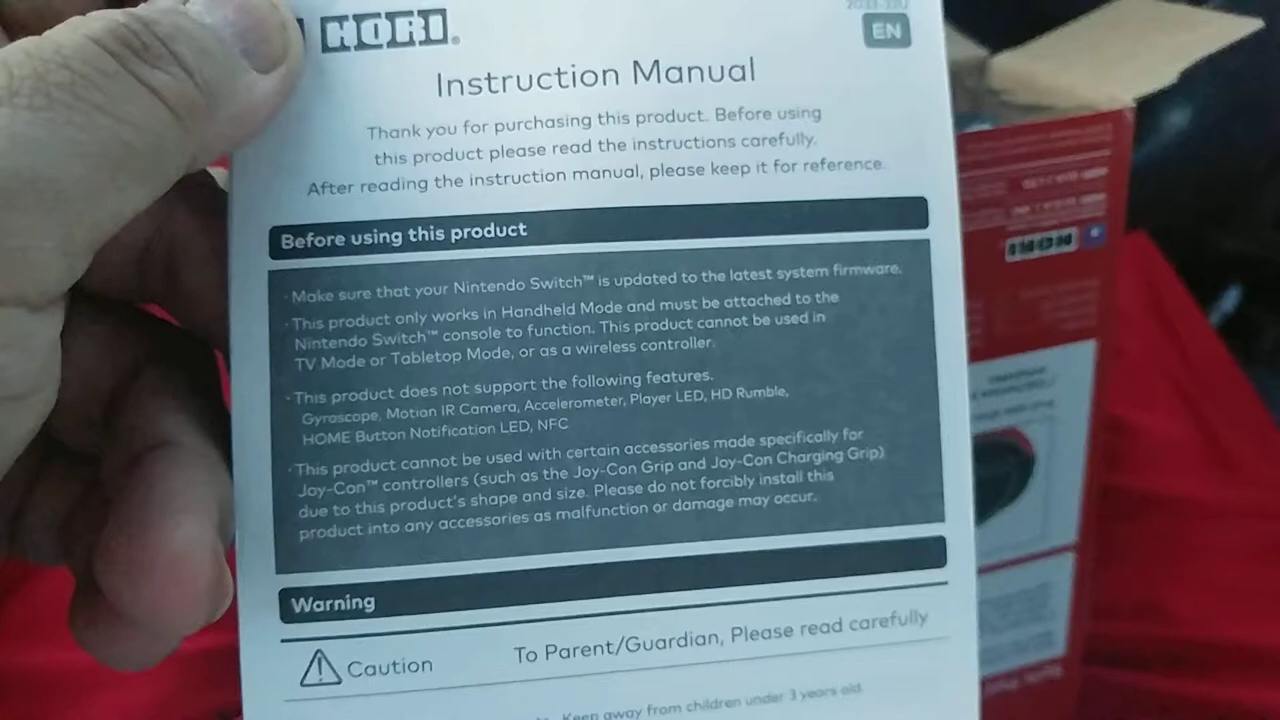 HORI®
EN
Instruction Manual
Thank you for purchasing this product. Before using
this product please read the instructions carefully.
After reading the instruction manual, please keep it for reference.
Before using this product
· Make sure that your Nintendo Switch™ is updated to the latest system firmware.
· This product only works in Handheld Mode and must be attached to the
Nintendo Switch™ console to function. This product cannot be used in
TV Mode or Tabletop Mode, or as a wireless controller.
· This product does not support the following features.
Gyroscope, Motion IR Camera, Accelerometer, Player LED, HD Rumble,
HOME Button Notification LED, NFC
· This product cannot be used with certain accessories made specifically for
Joy-Con™ controllers (such as the Joy-Con Grip and Joy-Con Charging Grip)
due to this product's shape and size. Please do not forcibly install this
product into any accessories as malfunction or damage may occur.
Warning
Caution
To Parent/Guardian, Please read carefully
Keep away from children under 3 years old.
HORI